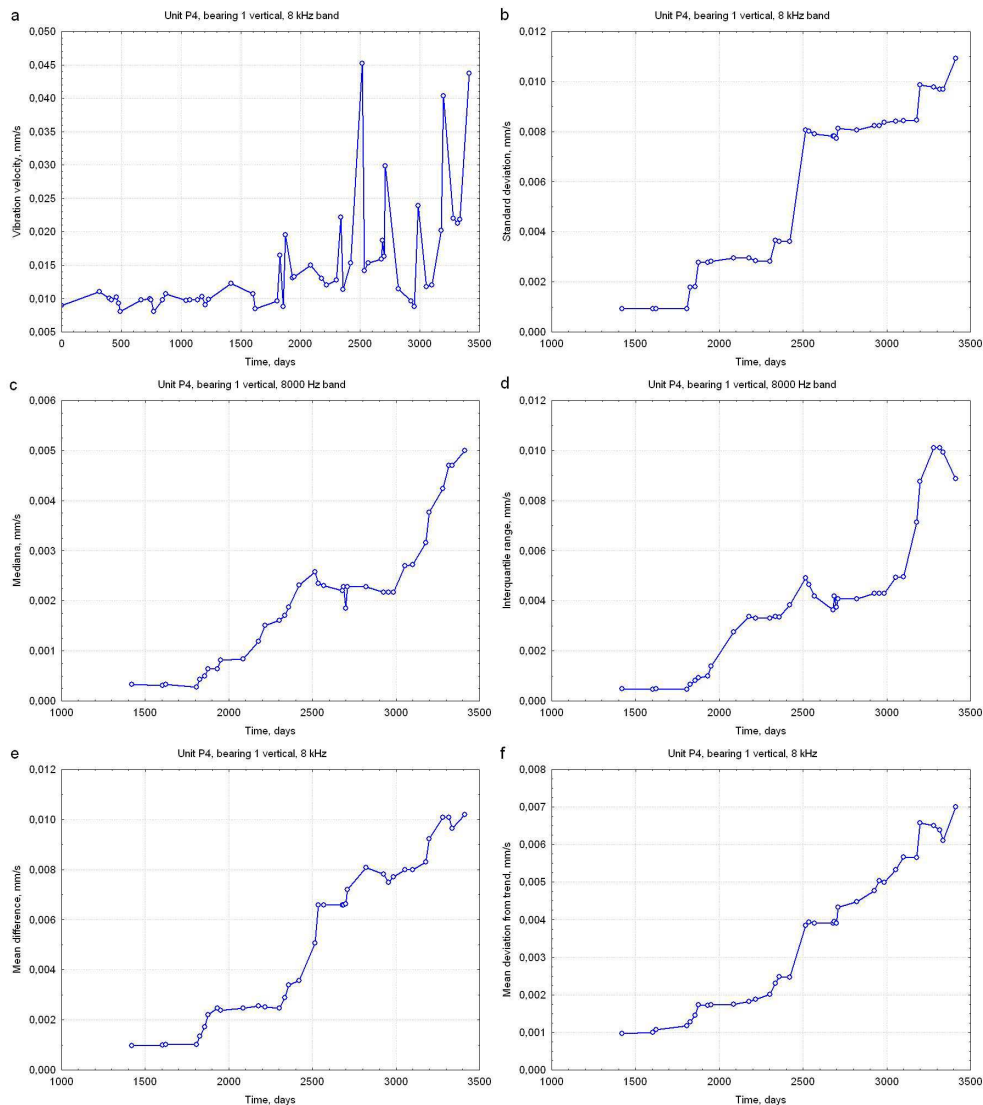 a
Unit P4, bearing 1 vertical, 8 kHz band
Vibration velocity, mm/s
0,050
0,045
0,040
0,035
0,030
0,025
0,020
0,015
0,010
0,005
0 500 1000 1500 2000 2500 3000 3500
Time, days
b
Unit P4, bearing 1 vertical, 8 kHz band
Standard deviation, mm/s
0,012
0,010
0,008
0,006
0,004
0,002
0,000
1000 1500 2000 2500 3000 3500
Time, days
c
Unit P4, bearing 1 vertical, 8000 Hz band
Mediana, mm/s
0,006
0,005
0,004
0,003
0,002
0,001
0,000
1000 1500 2000 2500 3000 3500
Time, days
d
Unit P4, bearing 1 vertical, 8000 Hz band
Interquartile range, mm/s
0,012
0,010
0,008
0,006
0,004
0,002
0,000
1000 1500 2000 2500 3000 3500
Time, days
e
Unit P4, bearing 1 vertical, 8 kHz
Mean difference, mm/s
0,012
0,010
0,008
0,006
0,004
0,002
0,000
1000 1500 2000 2500 3000 3500
Time, days
f
Unit P4, bearing 1 vertical, 8 kHz
Mean deviation from trend, mm/s
0,008
0,007
0,006
0,005
0,004
0,003
0,002
0,001
0,000
1000 1500 2000 2500 3000 3500
Time, days